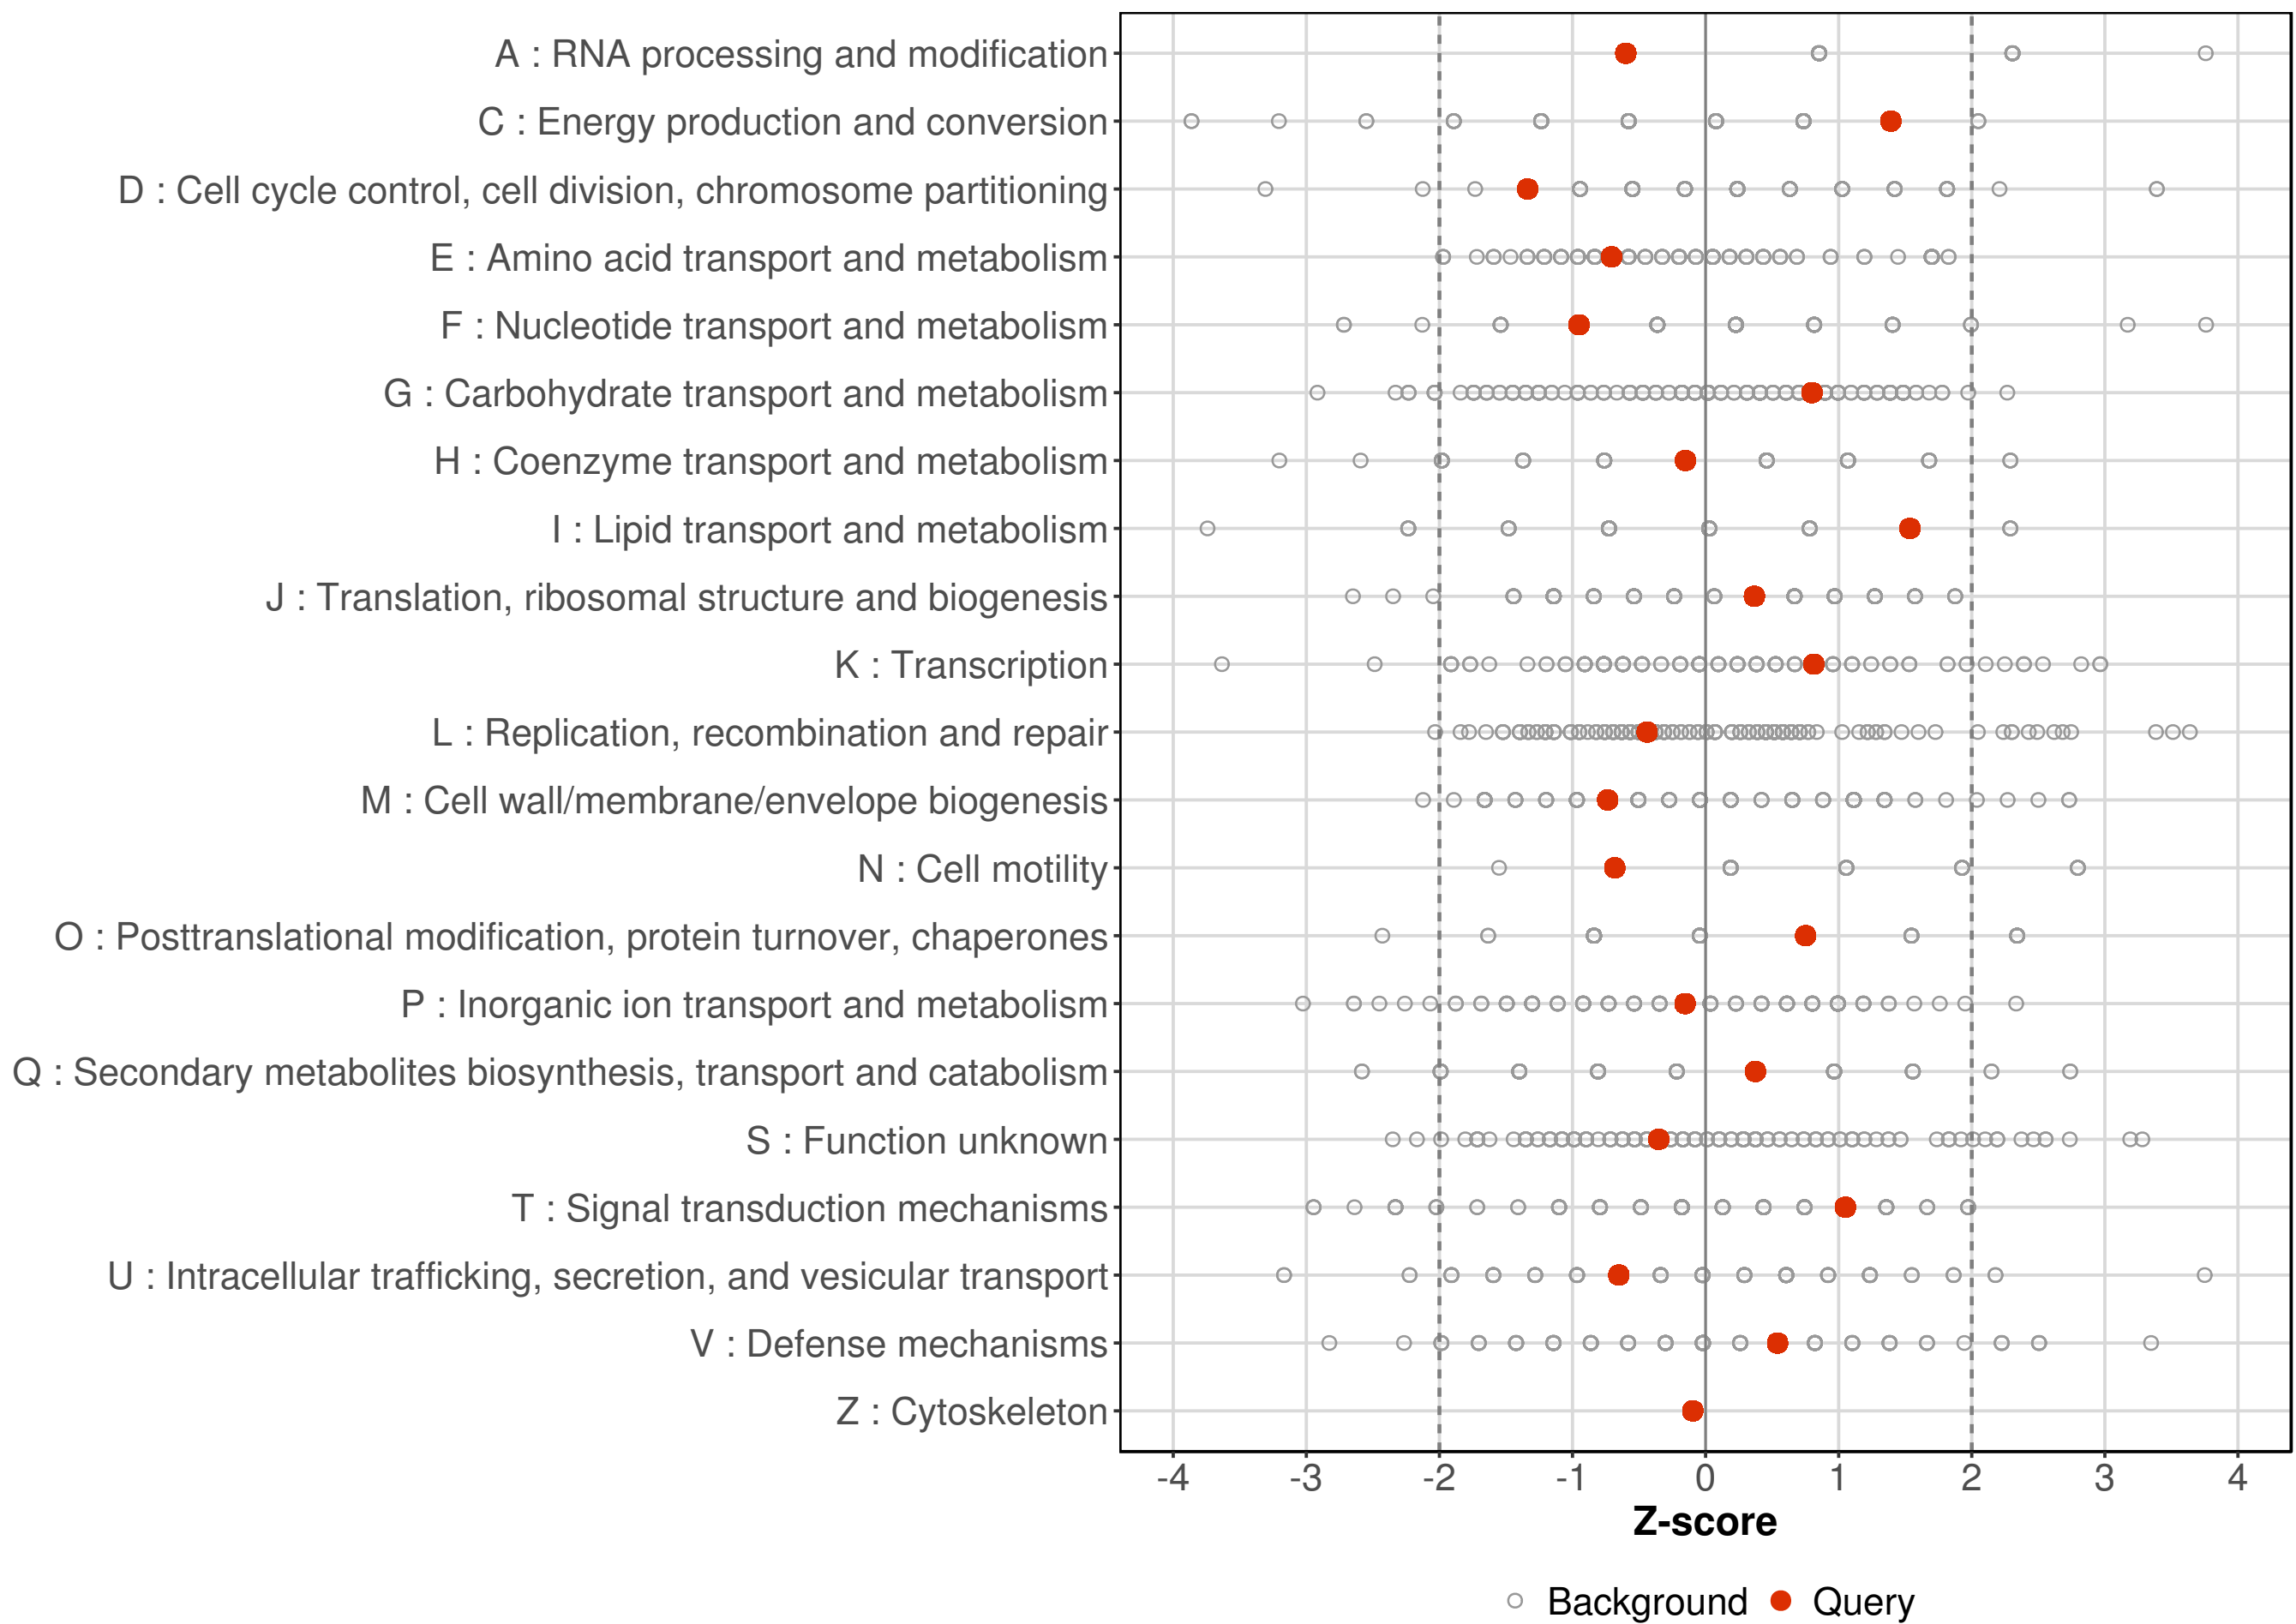 A : RNA processing and modification
C : Energy production and conversion
D : Cell cycle control, cell division, chromosome partitioning
E : Amino acid transport and metabolism
F : Nucleotide transport and metabolism
G : Carbohydrate transport and metabolism
H : Coenzyme transport and metabolism
I : Lipid transport and metabolism
J : Translation, ribosomal structure and biogenesis
K : Transcription
L : Replication, recombination and repair
M : Cell wall/membrane/envelope biogenesis
N : Cell motility
O : Posttranslational modification, protein turnover, chaperones
P : Inorganic ion transport and metabolism
Q : Secondary metabolites biosynthesis, transport and catabolism
S : Function unknown
T : Signal transduction mechanisms
U : Intracellular trafficking, secretion, and vesicular transport
V : Defense mechanisms
Z : Cytoskeleton
-4 -3 -2 -1 0 1 2 3 4
Z-score
Background Query